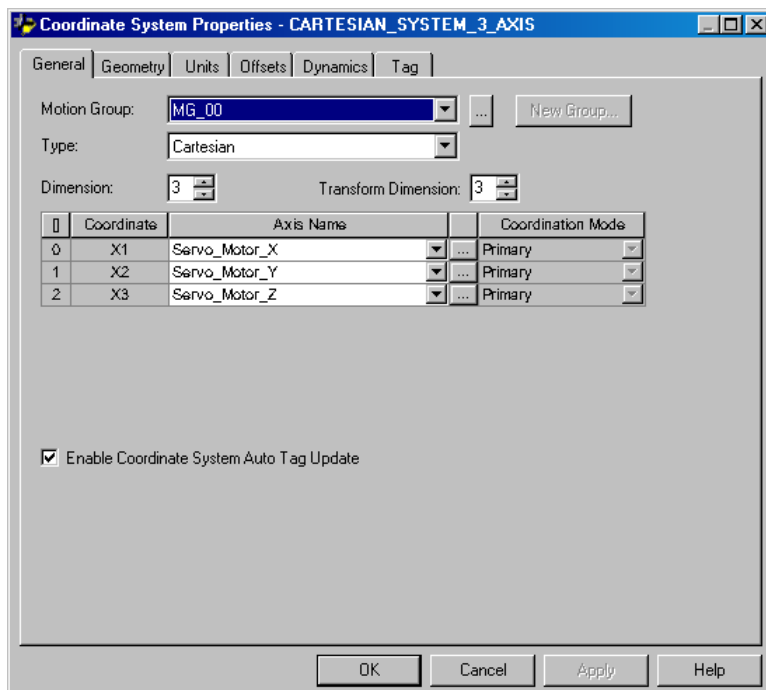 Coordinate System Properties - CARTESIAN_SYSTEM_3_AXIS
General Geometry Units Offsets Dynamics Tag
Motion Group: MG_00 ... New Group...
Type: Cartesian
Dimension: 3 Transform Dimension: 3
[] Coordinate Axis Name Coordination Mode
0 X1 Servo_Motor_X ... Primary
1 X2 Servo_Motor_Y ... Primary
2 X3 Servo_Motor_Z ... Primary
Enable Coordinate System Auto Tag Update
OK Cancel Apply Help